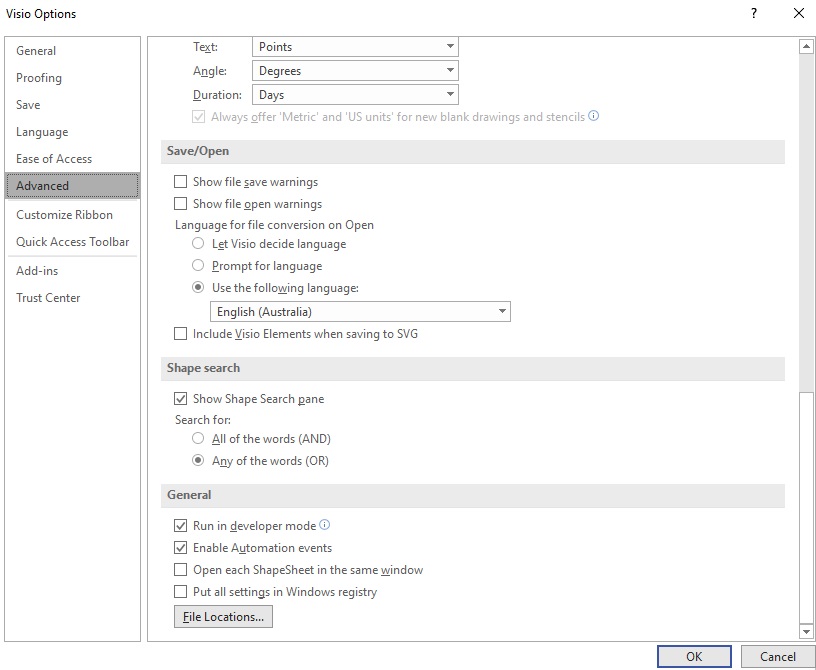 Visio Options
?
General
Proofing
Save
Language
Ease of Access
Advanced
Customize Ribbon
Quick Access Toolbar
Add-ins
Trust Center
Text: Points
Angle: Degrees
Duration: Days
Always offer 'Metric' and 'US units' for new blank drawings and stencils
Save/Open
Show file save warnings
Show file open warnings
Language for file conversion on Open
Let Visio decide language
Prompt for language
Use the following language:
English (Australia)
Include Visio Elements when saving to SVG
Shape search
Show Shape Search pane
Search for:
All of the words (AND)
Any of the words (OR)
General
Run in developer mode
Enable Automation events
Open each ShapeSheet in the same window
Put all settings in Windows registry
File Locations...
OK Cancel